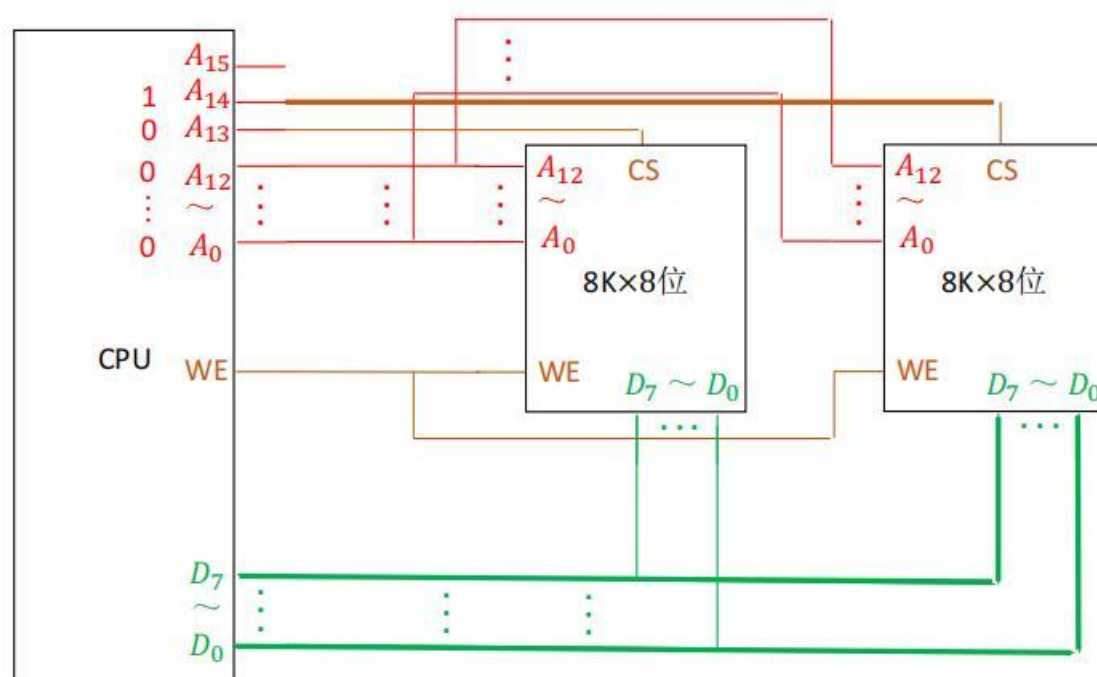 A₁₅
1 A₁₄
0 A₁₃
0 A₁₂
⋮ ～
0 A₀
CPU
WE
D₇
～
D₀
CS
A₁₂
～
A₀
8K×8位
WE
D₇ ～ D₀
CS
A₁₂
～
A₀
8K×8位
WE
D₇ ～ D₀